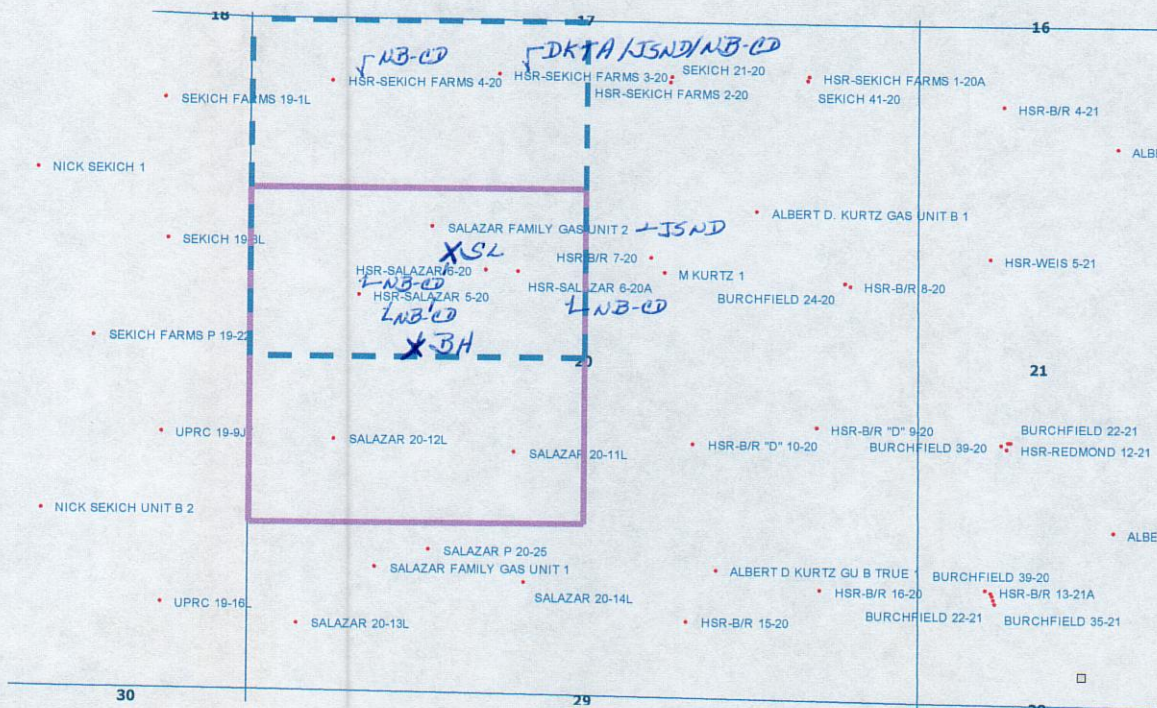 18
17
16
NB-CD
DKTA/JSND/NB-CD
HSR-SEKICH FARMS 4-20
HSR-SEKICH FARMS 3-20
SEKICH 21-20
HSR-SEKICH FARMS 1-20A
SEKICH FARMS 19-1L
HSR-SEKICH FARMS 2-20
SEKICH 41-20
HSR-B/R 4-21
NICK SEKICH 1
ALBE
ALBERT D. KURTZ GAS UNIT B 1
SALAZAR FAMILY GAS UNIT 2
JSND
SEKICH 19-8L
XSL
HSR-B/R 7-20
HSR-WEIS 5-21
HSR-SALAZAR 6-20
M KURTZ 1
NB-CD
HSR-SALAZAR 6-20A
HSR-B/R 8-20
HSR-SALAZAR 5-20
BURCHFIELD 24-20
NB-CD
NB-CD
SEKICH FARMS P 19-22
XBH
20
21
UPRC 19-9J
SALAZAR 20-12L
HSR-B/R "D" 9-20
BURCHFIELD 22-21
SALAZAR 20-11L
HSR-B/R "D" 10-20
BURCHFIELD 39-20
HSR-REDMOND 12-21
NICK SEKICH UNIT B 2
ALBE
SALAZAR P 20-25
SALAZAR FAMILY GAS UNIT 1
ALBERT D KURTZ GU B TRUE 1
BURCHFIELD 39-20
UPRC 19-16L
SALAZAR 20-14L
HSR-B/R 16-20
HSR-B/R 13-21A
SALAZAR 20-13L
HSR-B/R 15-20
BURCHFIELD 22-21
BURCHFIELD 35-21
30
29